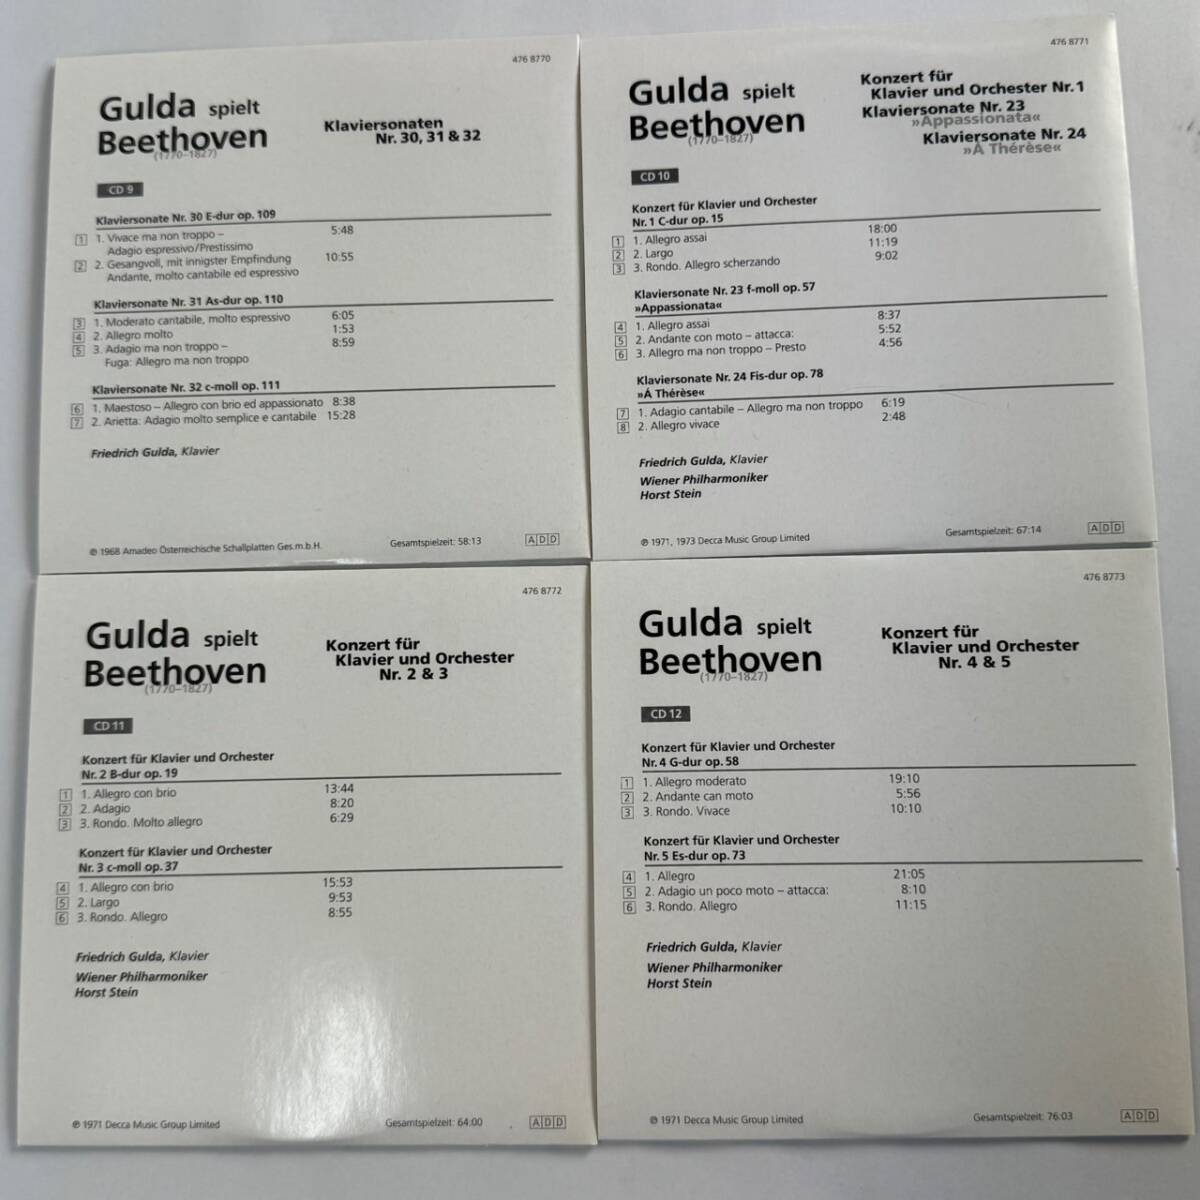 476 8770
Gulda spielt
Beethoven
(1770–1827)
Klaviersonaten
Nr. 30, 31 & 32
CD 9
Klaviersonate Nr. 30 E-dur op. 109
1 1. Vivace ma non troppo – 5:48
Adagio espressivo/Prestissimo
2 2. Gesangvoll, mit innigster Empfindung 10:55
Andante, molto cantabile ed espressivo
Klaviersonate Nr. 31 As-dur op. 110
3 1. Moderato cantabile, molto espressivo 6:05
4 2. Allegro molto 1:53
5 3. Adagio ma non troppo – 8:59
Fuga: Allegro ma non troppo
Klaviersonate Nr. 32 c-moll op. 111
6 1. Maestoso – Allegro con brio ed appassionato 8:38
7 2. Arietta: Adagio molto semplice e cantabile 15:28
Friedrich Gulda, Klavier
℗ 1968 Amadeo Österreichische Schallplatten Ges.m.b.H.
Gesamtspielzeit: 58:13
ADD
476 8771
Gulda spielt
Beethoven
(1770–1827)
Konzert für
Klavier und Orchester Nr. 1
Klaviersonate Nr. 23
»Appassionata«
Klaviersonate Nr. 24
»Á Thérèse«
CD 10
Konzert für Klavier und Orchester
Nr. 1 C-dur op. 15
1 1. Allegro assai 18:00
2 2. Largo 11:19
3 3. Rondo. Allegro scherzando 9:02
Klaviersonate Nr. 23 f-moll op. 57
»Appassionata«
4 1. Allegro assai 8:37
5 2. Andante con moto – attacca: 5:52
6 3. Allegro ma non troppo – Presto 4:56
Klaviersonate Nr. 24 Fis-dur op. 78
»Á Thérèse«
7 1. Adagio cantabile – Allegro ma non troppo 6:19
8 2. Allegro vivace 2:48
Friedrich Gulda, Klavier
Wiener Philharmoniker
Horst Stein
℗ 1971, 1973 Decca Music Group Limited
Gesamtspielzeit: 67:14
ADD
476 8772
Gulda spielt
Beethoven
(1770–1827)
Konzert für
Klavier und Orchester
Nr. 2 & 3
CD 11
Konzert für Klavier und Orchester
Nr. 2 B-dur op. 19
1 1. Allegro con brio 13:44
2 2. Adagio 8:20
3 3. Rondo. Molto allegro 6:29
Konzert für Klavier und Orchester
Nr. 3 c-moll op. 37
4 1. Allegro con brio 15:53
5 2. Largo 9:53
6 3. Rondo. Allegro 8:55
Friedrich Gulda, Klavier
Wiener Philharmoniker
Horst Stein
℗ 1971 Decca Music Group Limited
Gesamtspielzeit: 64:00
ADD
476 8773
Gulda spielt
Beethoven
(1770–1827)
Konzert für
Klavier und Orchester
Nr. 4 & 5
CD 12
Konzert für Klavier und Orchester
Nr. 4 G-dur op. 58
1 1. Allegro moderato 19:10
2 2. Andante can moto 5:56
3 3. Rondo. Vivace 10:10
Konzert für Klavier und Orchester
Nr. 5 Es-dur op. 73
4 1. Allegro 21:05
5 2. Adagio un poco moto – attacca: 8:10
6 3. Rondo. Allegro 11:15
Friedrich Gulda, Klavier
Wiener Philharmoniker
Horst Stein
℗ 1971 Decca Music Group Limited
Gesamtspielzeit: 76:03
ADD